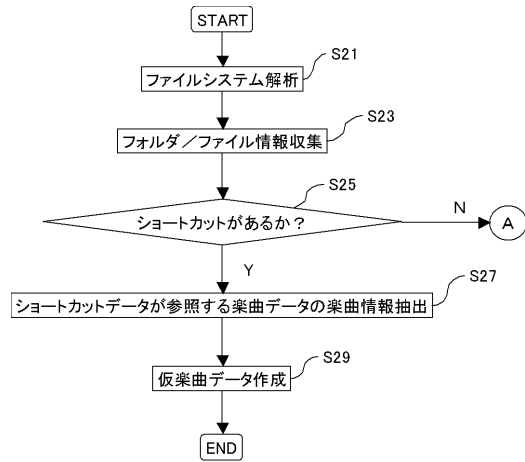 START
S21
ファイルシステム解析
S23
フォルダ／ファイル情報収集
S25
ショートカットがあるか？
N
A
Y
S27
ショートカットデータが参照する楽曲データの楽曲情報抽出
S29
仮楽曲データ作成
END